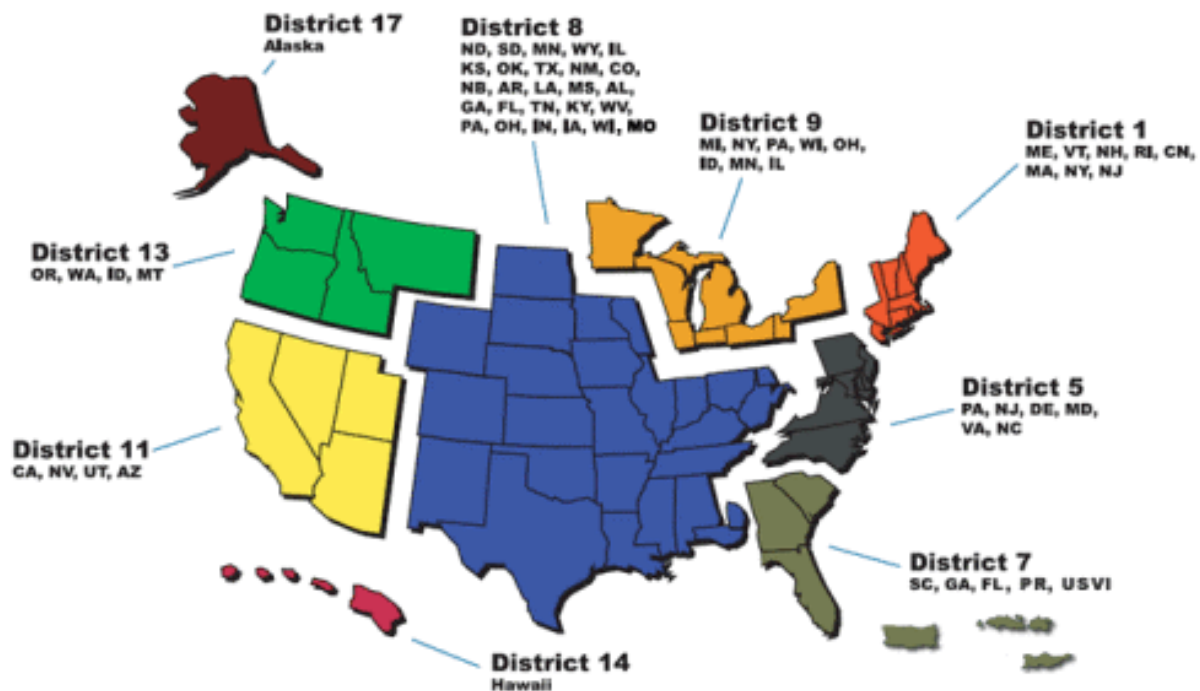 District 17
Alaska
District 8
ND, SD, MN, WY, IL
KS, OK, TX, NM, CO,
NB, AR, LA, MS, AL,
GA, FL, TN, KY, WV,
PA, OH, IN, IA, WI, MO
District 9
MI, NY, PA, WI, OH,
ID, MN, IL
District 1
ME, VT, NH, RI, CN,
MA, NY, NJ
District 13
OR, WA, ID, MT
District 5
PA, NJ, DE, MD,
VA, NC
District 11
CA, NV, UT, AZ
District 7
SC, GA, FL, PR, USVI
District 14
Hawaii